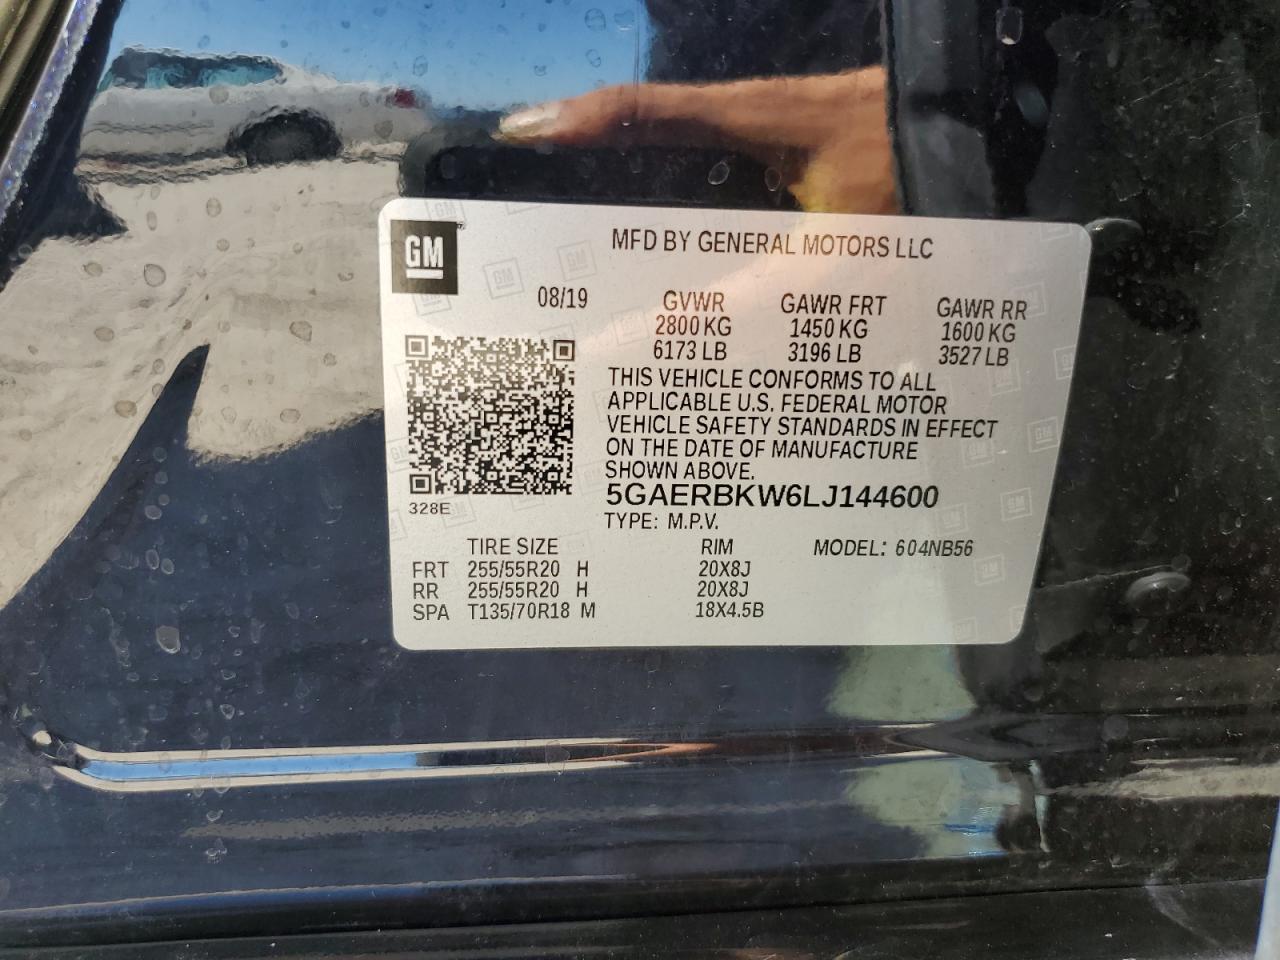 GM
MFD BY GENERAL MOTORS LLC
08/19 GVWR GAWR FRT GAWR RR
2800 KG 1450 KG 1600 KG
6173 LB 3196 LB 3527 LB
THIS VEHICLE CONFORMS TO ALL
APPLICABLE U.S. FEDERAL MOTOR
VEHICLE SAFETY STANDARDS IN EFFECT
ON THE DATE OF MANUFACTURE
SHOWN ABOVE.
5GAERBKW6LJ144600
328E
TYPE: M.P.V.
TIRE SIZE RIM MODEL: 604NB56
FRT 255/55R20 H 20X8J
RR 255/55R20 H 20X8J
SPA T135/70R18 M 18X4.5B